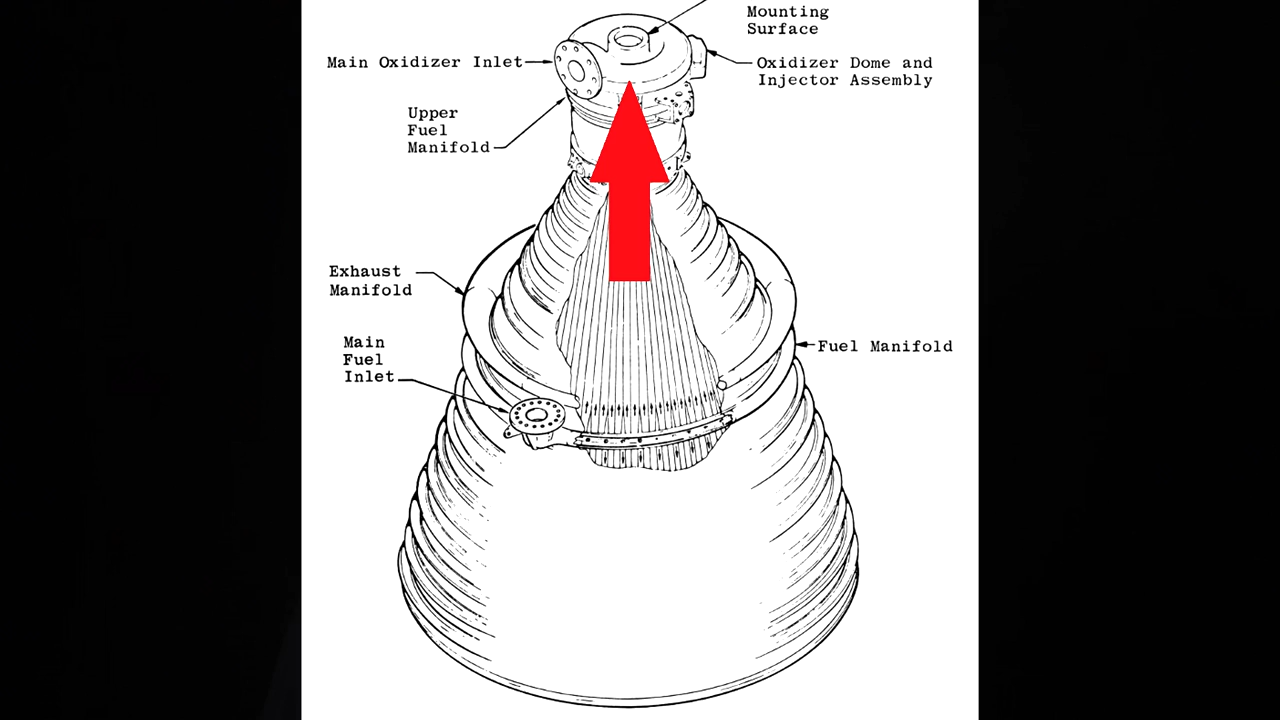 Mounting
Surface
Main Oxidizer Inlet
Oxidizer Dome and
Injector Assembly
Upper
Fuel
Manifold
Exhaust
Manifold
Main
Fuel
Inlet
Fuel Manifold